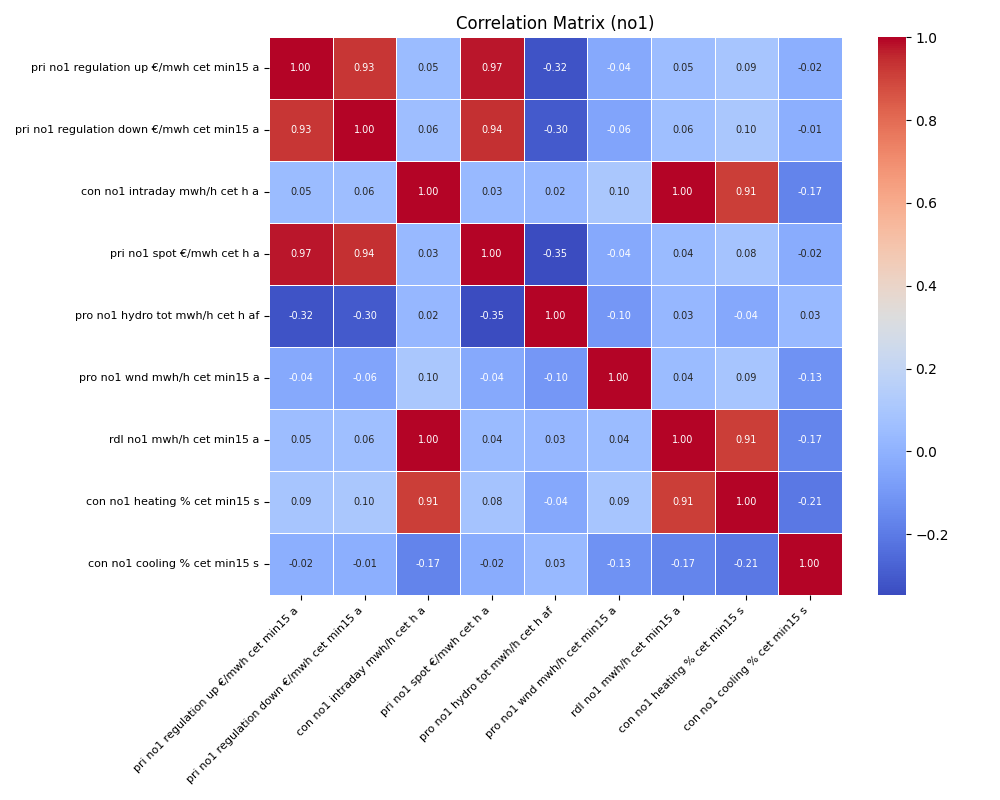 Correlation Matrix (no1)
pri no1 regulation up €/mwh cet min15 a 1.00 0.93 0.05 0.97 -0.32 -0.04 0.05 0.09 -0.02
pri no1 regulation down €/mwh cet min15 a 0.93 1.00 0.06 0.94 -0.30 -0.06 0.06 0.10 -0.01
con no1 intraday mwh/h cet h a 0.05 0.06 1.00 0.03 0.02 0.10 1.00 0.91 -0.17
pri no1 spot €/mwh cet h a 0.97 0.94 0.03 1.00 -0.35 -0.04 0.04 0.08 -0.02
pro no1 hydro tot mwh/h cet h af -0.32 -0.30 0.02 -0.35 1.00 -0.10 0.03 -0.04 0.03
pro no1 wnd mwh/h cet min15 a -0.04 -0.06 0.10 -0.04 -0.10 1.00 0.04 0.09 -0.13
rdl no1 mwh/h cet min15 a 0.05 0.06 1.00 0.04 0.03 0.04 1.00 0.91 -0.17
con no1 heating % cet min15 s 0.09 0.10 0.91 0.08 -0.04 0.09 0.91 1.00 -0.21
con no1 cooling % cet min15 s -0.02 -0.01 -0.17 -0.02 0.03 -0.13 -0.17 -0.21 1.00
pri no1 regulation up €/mwh cet min15 a
pri no1 regulation down €/mwh cet min15 a
con no1 intraday mwh/h cet h a
pri no1 spot €/mwh cet h a
pro no1 hydro tot mwh/h cet h af
pro no1 wnd mwh/h cet min15 a
rdl no1 mwh/h cet min15 a
con no1 heating % cet min15 s
con no1 cooling % cet min15 s
1.0
0.8
0.6
0.4
0.2
0.0
−0.2